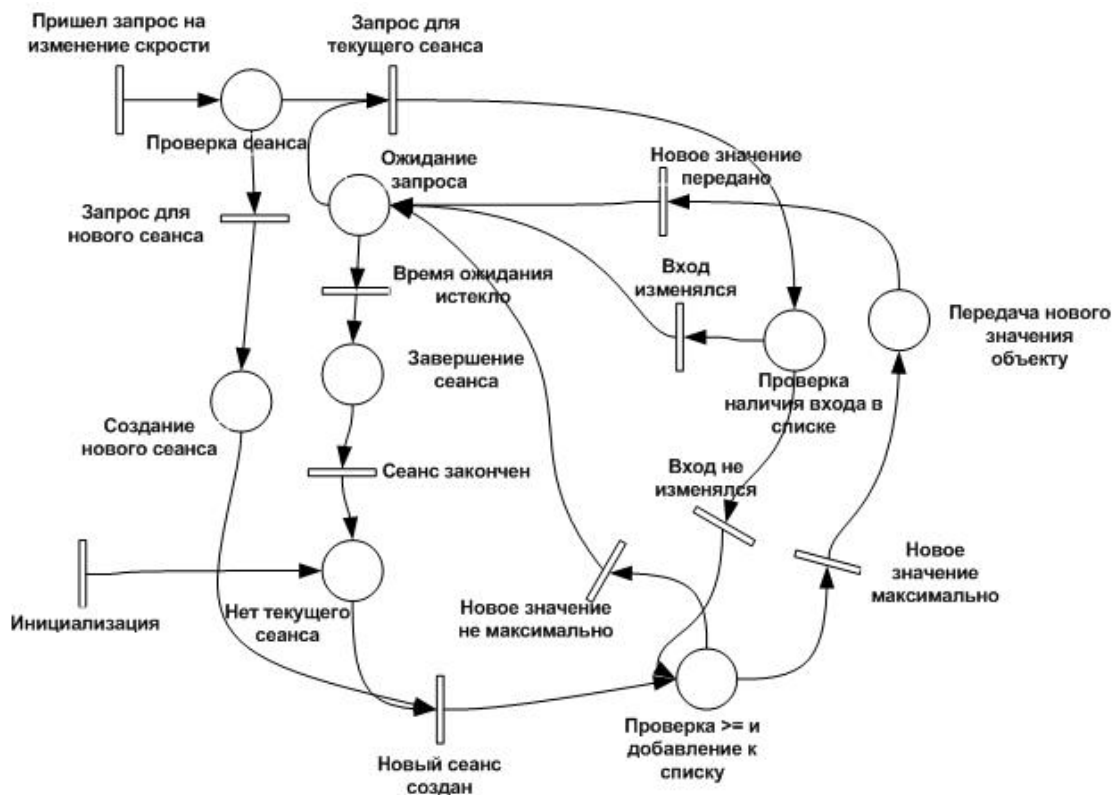 Пришел запрос на
изменение скрости
Запрос для
текущего сеанса
Проверка сеанса
Ожидание
запроса
Новое значение
передано
Запрос для
нового сеанса
Время ожидания
истекло
Вход
изменялся
Передача нового
значения
объекту
Завершение
сеанса
Проверка
наличия входа в
списке
Создание
нового сеанса
Сеанс закончен
Вход не
изменялся
Новое
значение
максимально
Инициализация
Нет текущего
сеанса
Новое значение
не максимально
Проверка >= и
добавление к
списку
Новый сеанс
создан